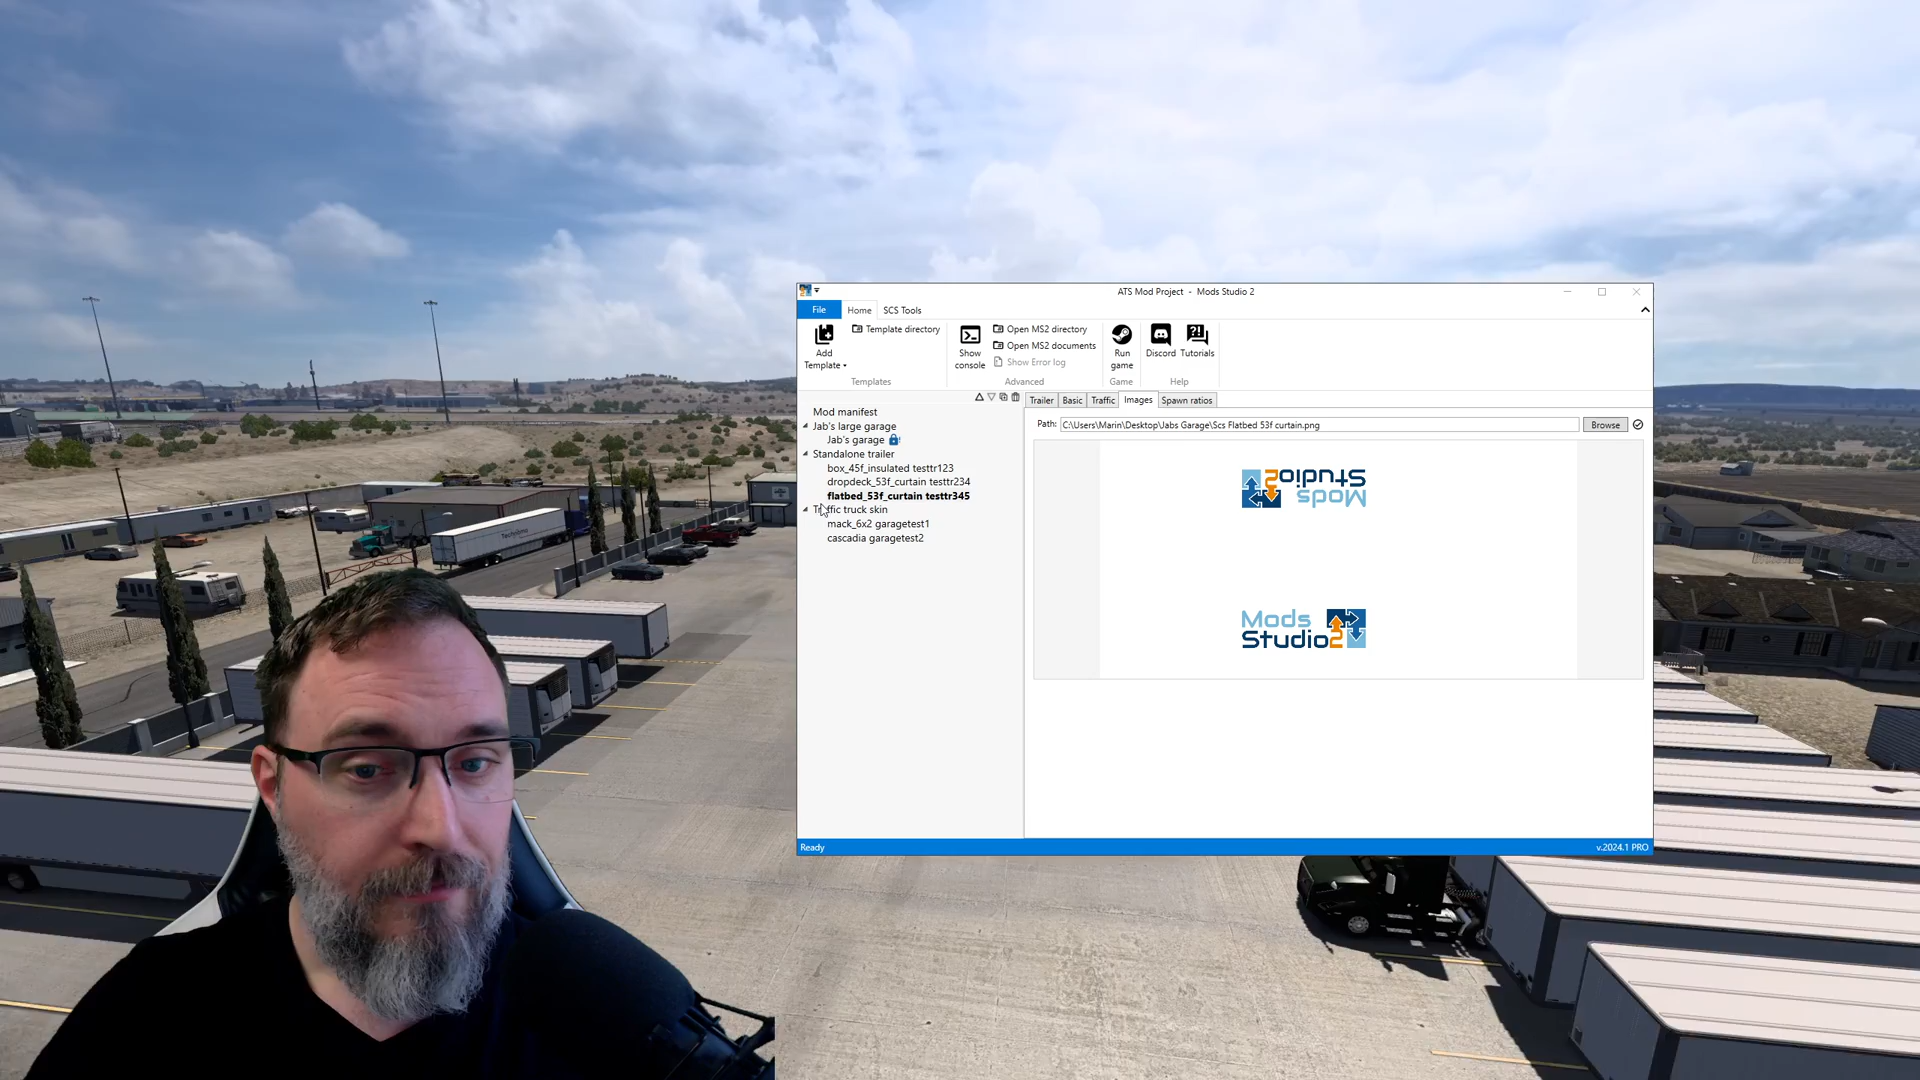 ATS Mod Project - Mods Studio 2
File Home SCS Tools
Add Template
Template directory
Templates
Show console
Open MS2 directory
Open MS2 documents
Show Error log
Advanced
Run game
Game
Discord
Tutorials
Help
Mod manifest
Jab's large garage
Jab's garage
Standalone trailer
box_45f_insulated testtr123
dropdeck_53f_curtain testtr234
flatbed_53f_curtain testtr345
Traffic truck skin
mack_6x2 garagetest1
cascadia garagetest2
Trailer Basic Traffic Images Spawn ratios
Path: C:\Users\Marin\Desktop\Jabs Garage\Scs Flatbed 53f curtain.png Browse
Mods
Studio2
Mods
Studio2
Ready
v.2024.1 PRO